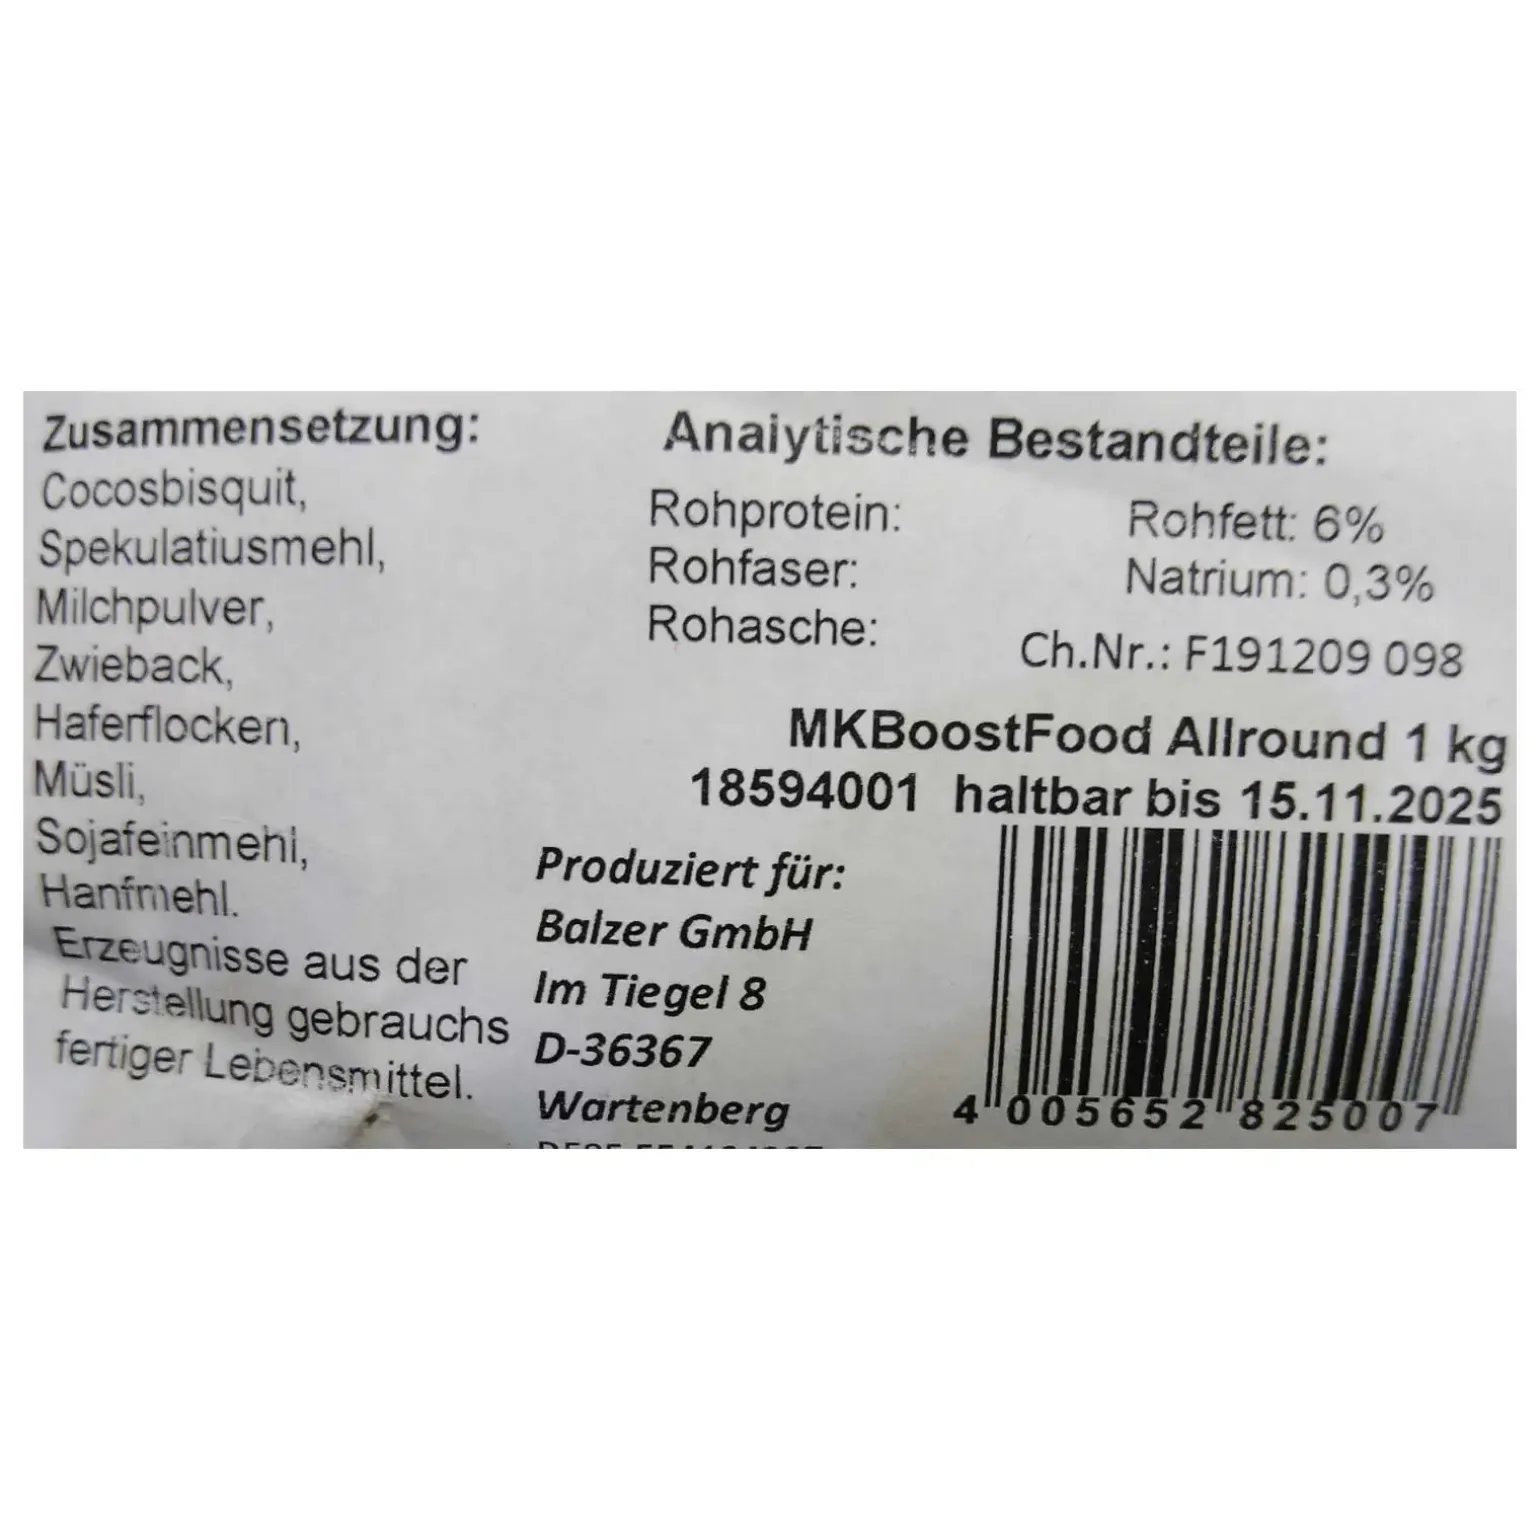 Zusammensetzung:
Cocosbisquit,
Spekulatiusmehl,
Milchpulver,
Zwieback,
Haferflocken,
Müsli,
Sojafeinmehl,
Hanfmehl.
Erzeugnisse aus der
Herstellung gebrauchs
fertiger Lebensmittel.
Analytische Bestandteile:
Rohprotein: Rohfett: 6%
Rohfaser: Natrium: 0,3%
Rohasche:
Ch.Nr.: F191209 098
MKBoostFood Allround 1 kg
18594001 haltbar bis 15.11.2025
Produziert für:
Balzer GmbH
Im Tiegel 8
D-36367
Wartenberg
4 005652 825007